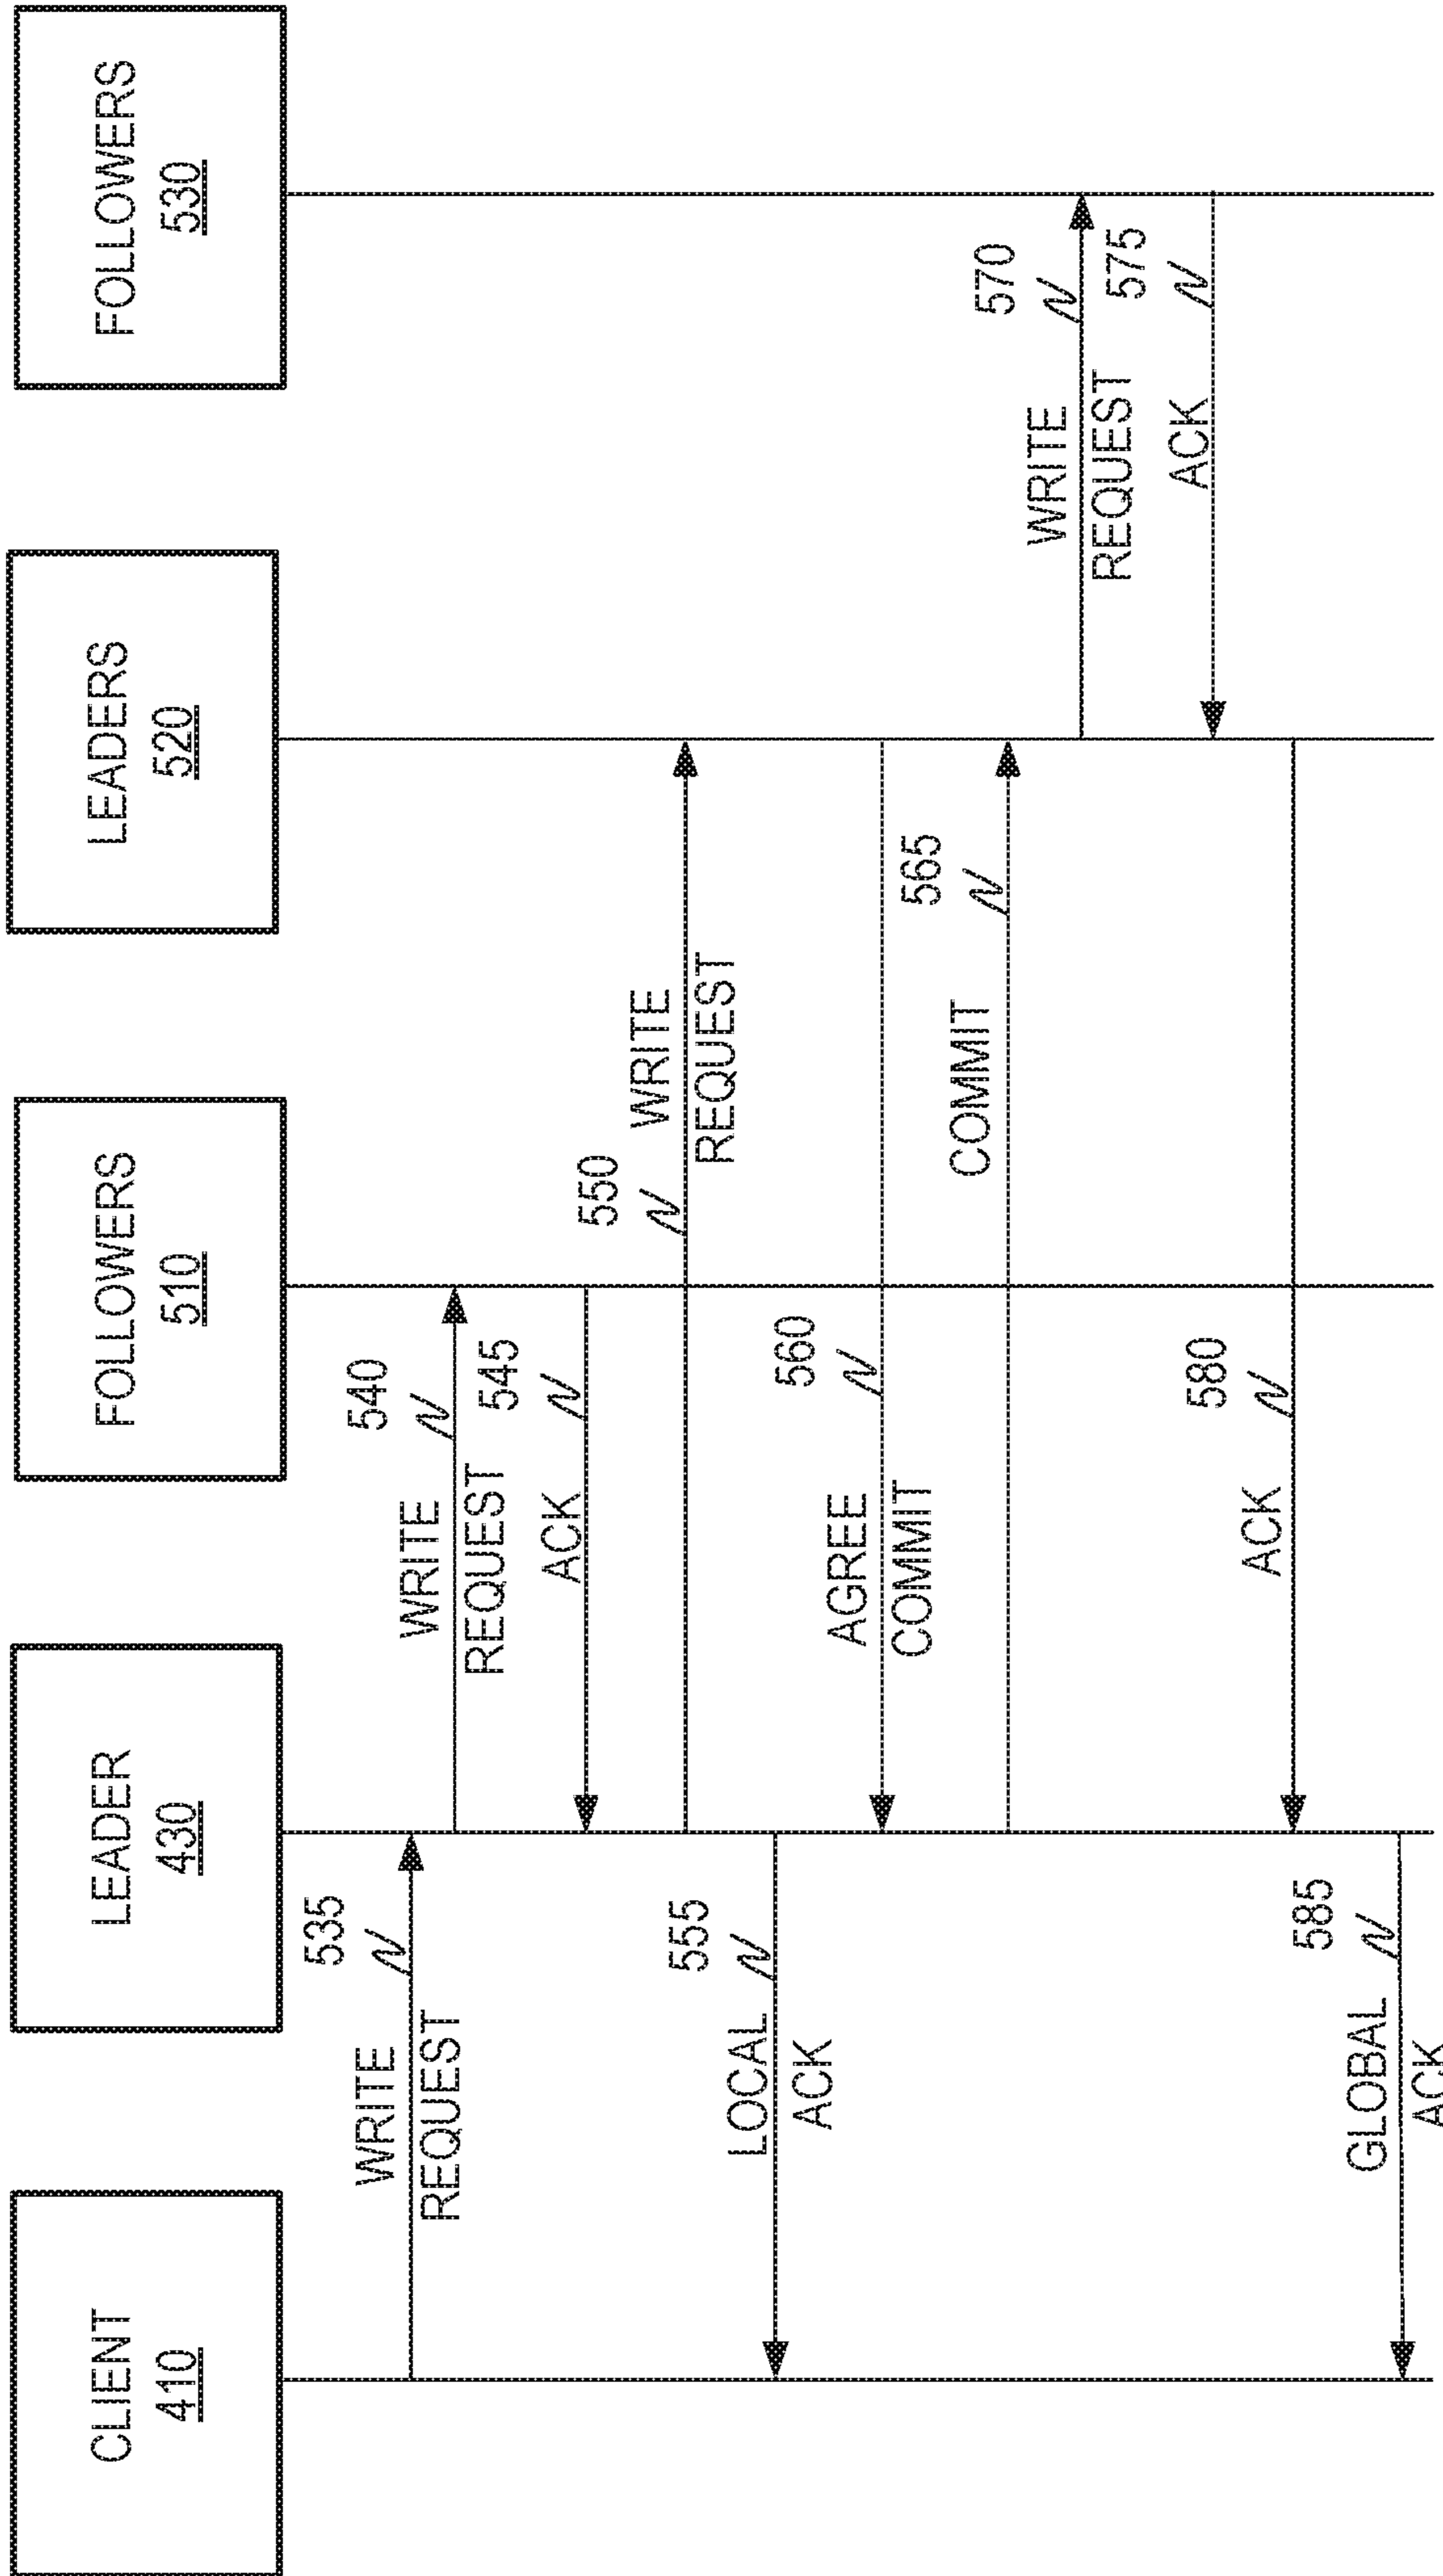 CLIENT
410
LEADER
430
FOLLOWERS
510
LEADERS
520
FOLLOWERS
530
535
WRITE
REQUEST
540
WRITE
REQUEST
545
ACK
550
WRITE
REQUEST
555
LOCAL
ACK
560
AGREE
COMMIT
565
COMMIT
570
WRITE
REQUEST
575
ACK
580
ACK
585
GLOBAL
ACK